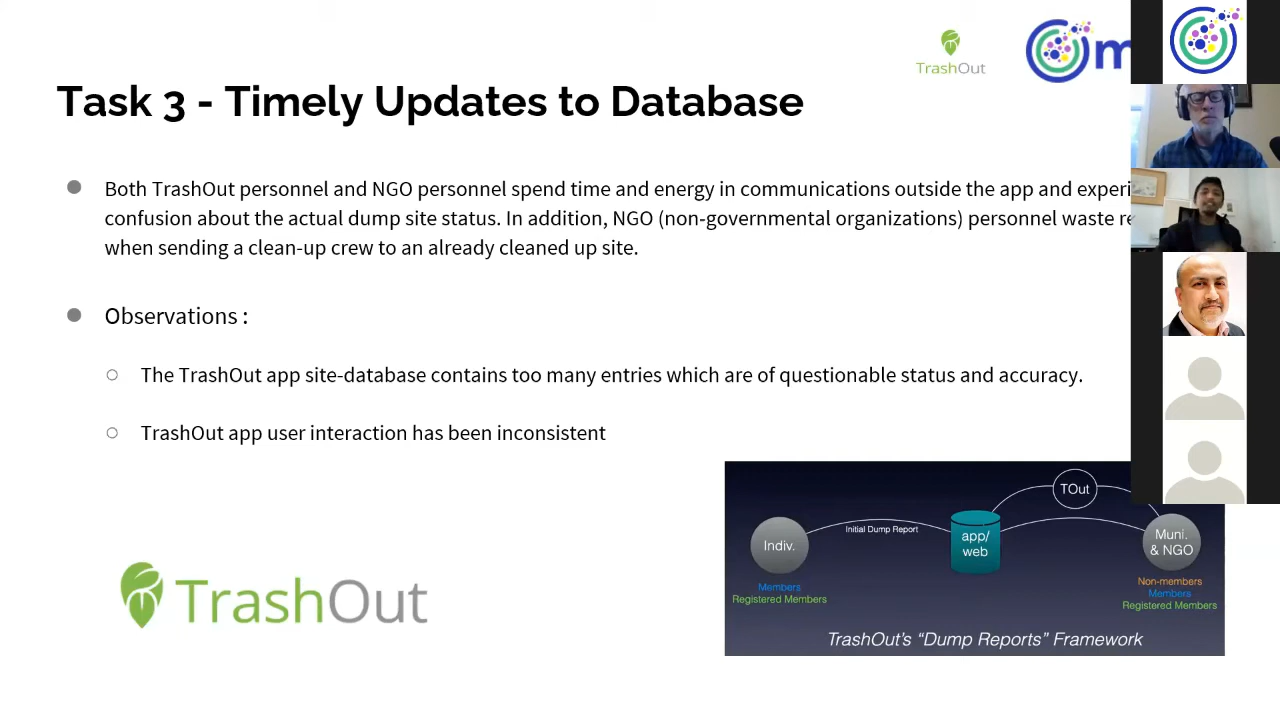 TrashOut
m
Task 3 - Timely Updates to Database
Both TrashOut personnel and NGO personnel spend time and energy in communications outside the app and experi
confusion about the actual dump site status. In addition, NGO (non-governmental organizations) personnel waste re
when sending a clean-up crew to an already cleaned up site.
Observations :
The TrashOut app site-database contains too many entries which are of questionable status and accuracy.
TrashOut app user interaction has been inconsistent
TOut
Initial Dump Report
Indiv.
app/
web
Muni.
& NGO
Members
Registered Members
Non-members
Members
Registered Members
TrashOut's “Dump Reports” Framework
TrashOut